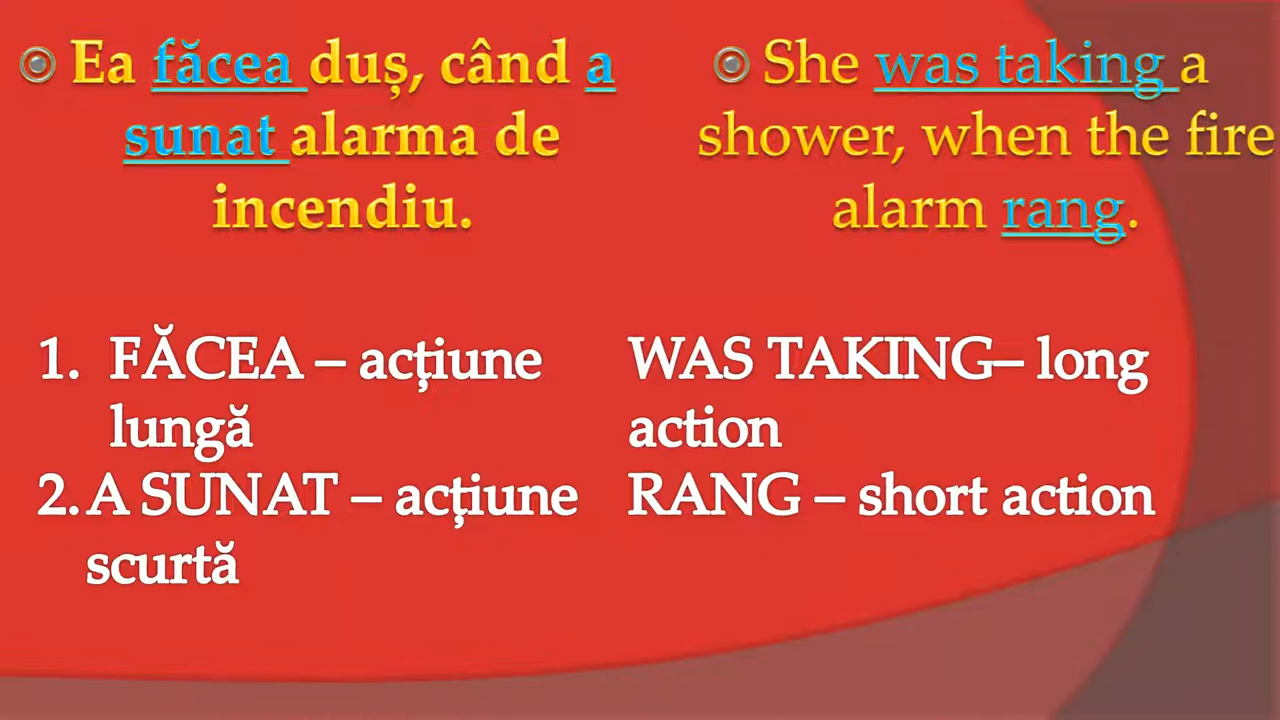 Ea făcea duș, când a
sunat alarma de
incendiu.
She was taking a
shower, when the fire
alarm rang.
1. FĂCEA – acțiune
lungă
2. A SUNAT – acțiune
scurtă
WAS TAKING– long
action
RANG – short action